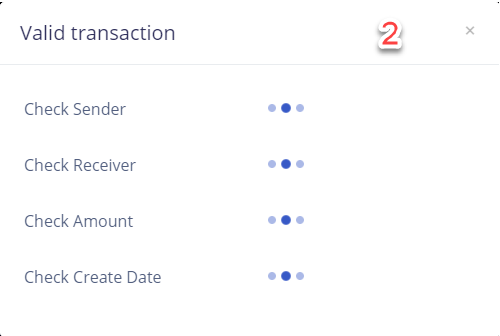 Valid transaction
2
×
Check Sender
Check Receiver
Check Amount
Check Create Date